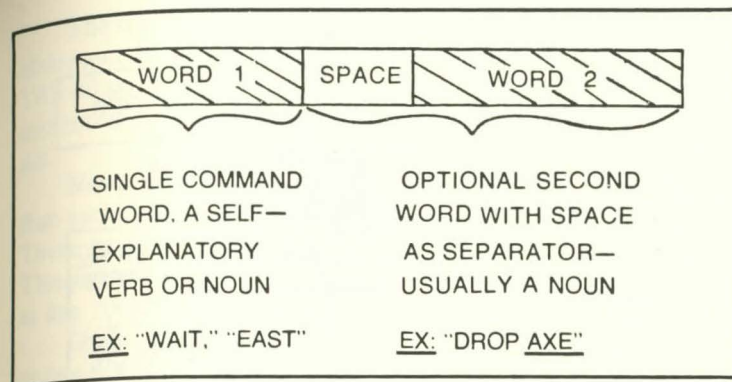 WORD 1 SPACE WORD 2
SINGLE COMMAND
WORD. A SELF—
EXPLANATORY
VERB OR NOUN
EX: "WAIT," "EAST"
OPTIONAL SECOND
WORD WITH SPACE
AS SEPARATOR—
USUALLY A NOUN
EX: "DROP AXE"